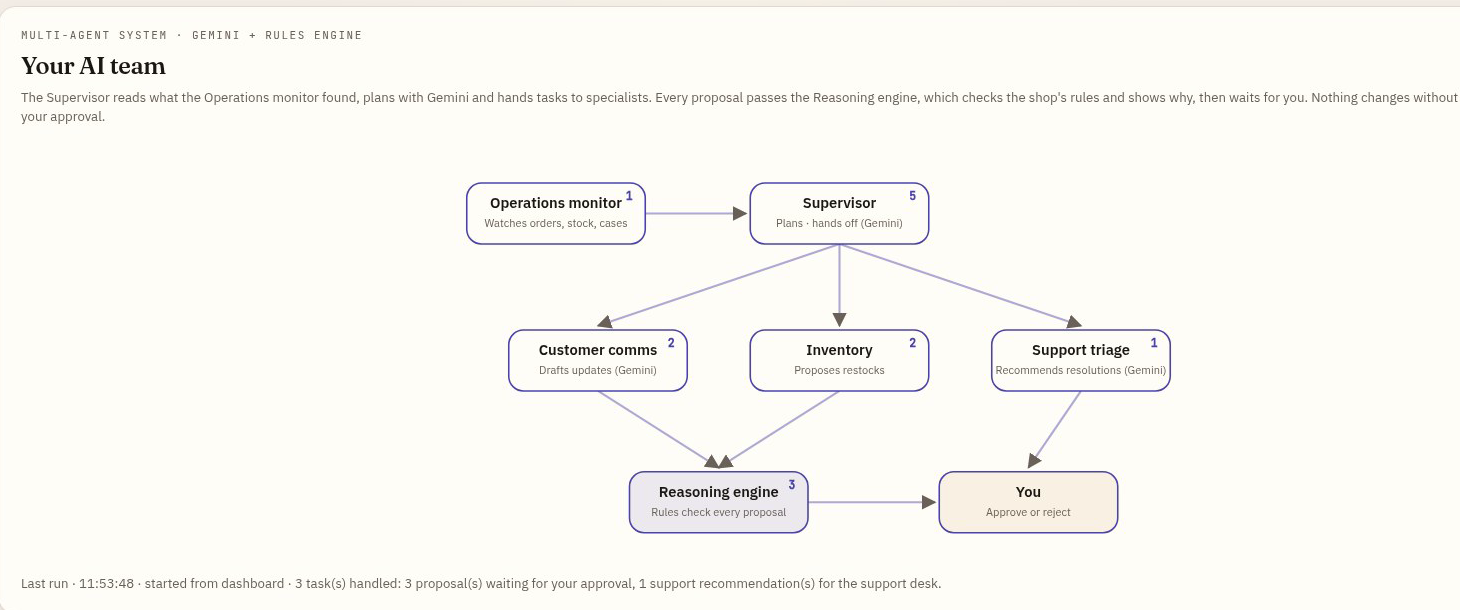 MULTI-AGENT SYSTEM · GEMINI + RULES ENGINE
Your AI team
The Supervisor reads what the Operations monitor found, plans with Gemini and hands tasks to specialists. Every proposal passes the Reasoning engine, which checks the shop's rules and shows why, then waits for you. Nothing changes without
your approval.
Operations monitor 1
Watches orders, stock, cases
Supervisor 5
Plans · hands off (Gemini)
Customer comms 2
Drafts updates (Gemini)
Inventory 2
Proposes restocks
Support triage 1
Recommends resolutions (Gemini)
Reasoning engine 3
Rules check every proposal
You
Approve or reject
Last run · 11:53:48 · started from dashboard · 3 task(s) handled: 3 proposal(s) waiting for your approval, 1 support recommendation(s) for the support desk.